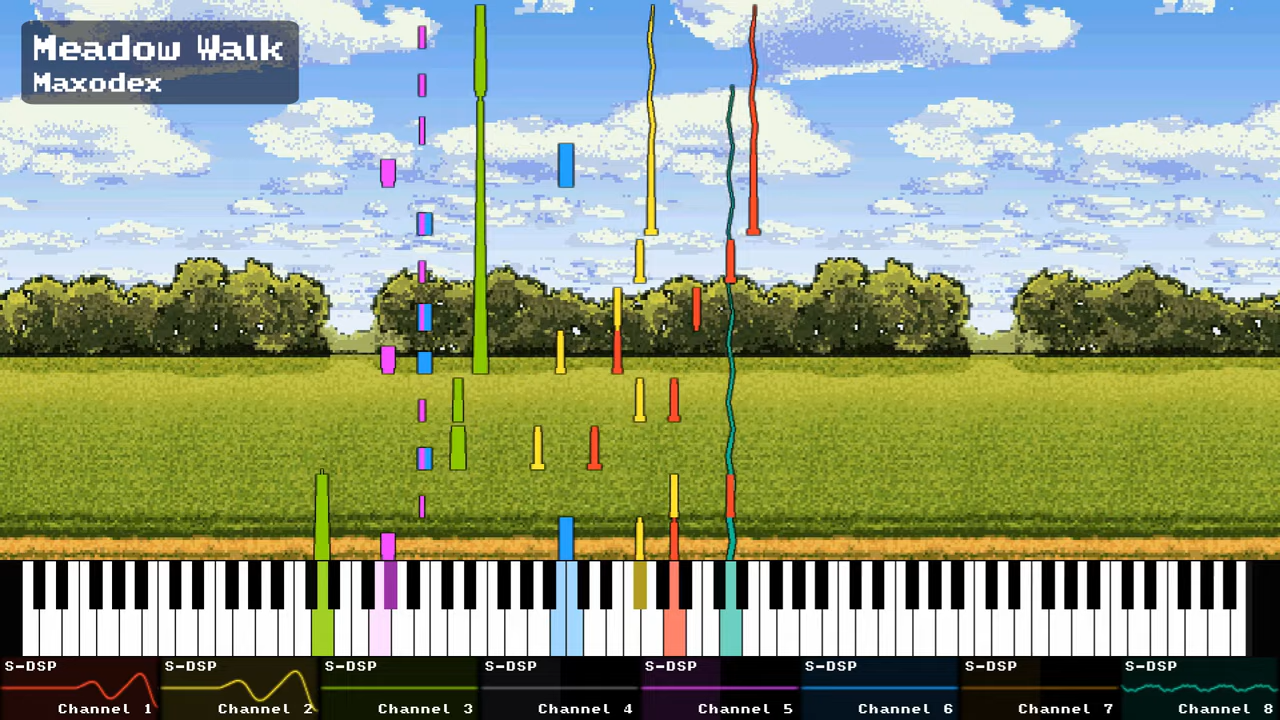 Meadow Walk
Maxodex
S-DSP S-DSP S-DSP S-DSP S-DSP S-DSP S-DSP S-DSP
Channel 1 Channel 2 Channel 3 Channel 4 Channel 5 Channel 6 Channel 7 Channel 8